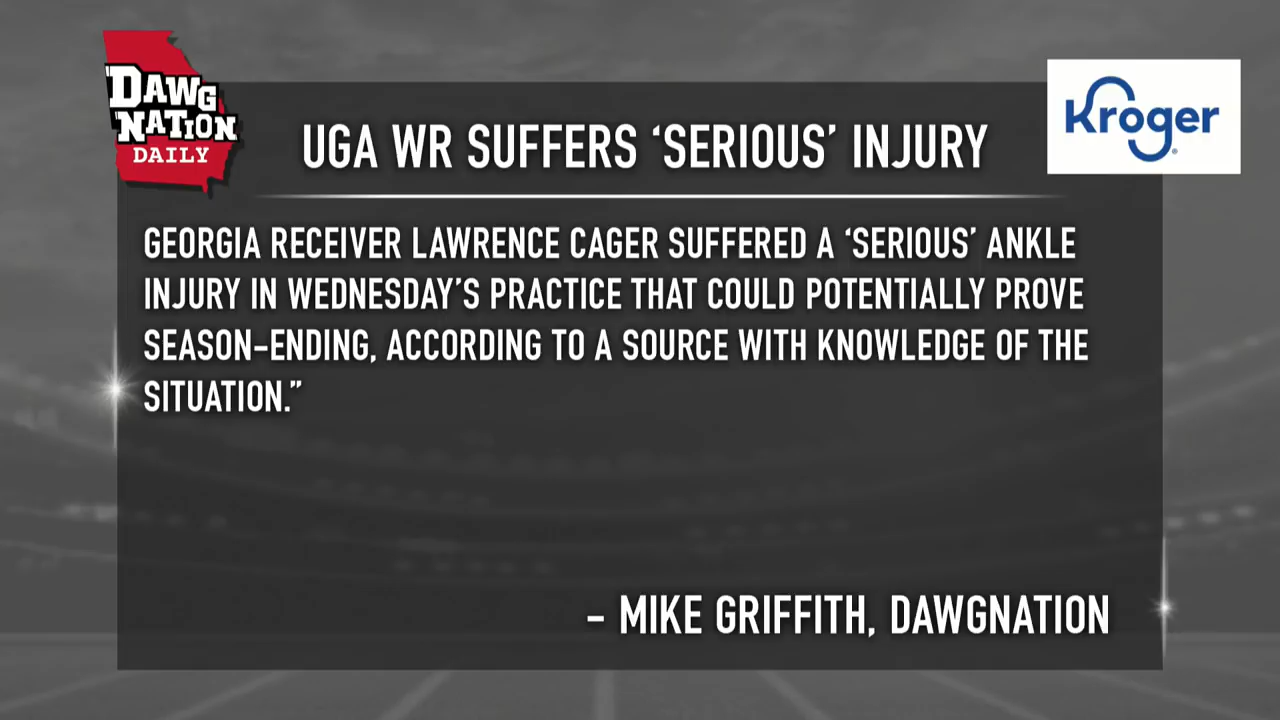 DAWG
NATION
DAILY
Kroger
UGA WR SUFFERS ‘SERIOUS’ INJURY
GEORGIA RECEIVER LAWRENCE CAGER SUFFERED A ‘SERIOUS’ ANKLE
INJURY IN WEDNESDAY’S PRACTICE THAT COULD POTENTIALLY PROVE
SEASON-ENDING, ACCORDING TO A SOURCE WITH KNOWLEDGE OF THE
SITUATION.”
– MIKE GRIFFITH, DAWGNATION